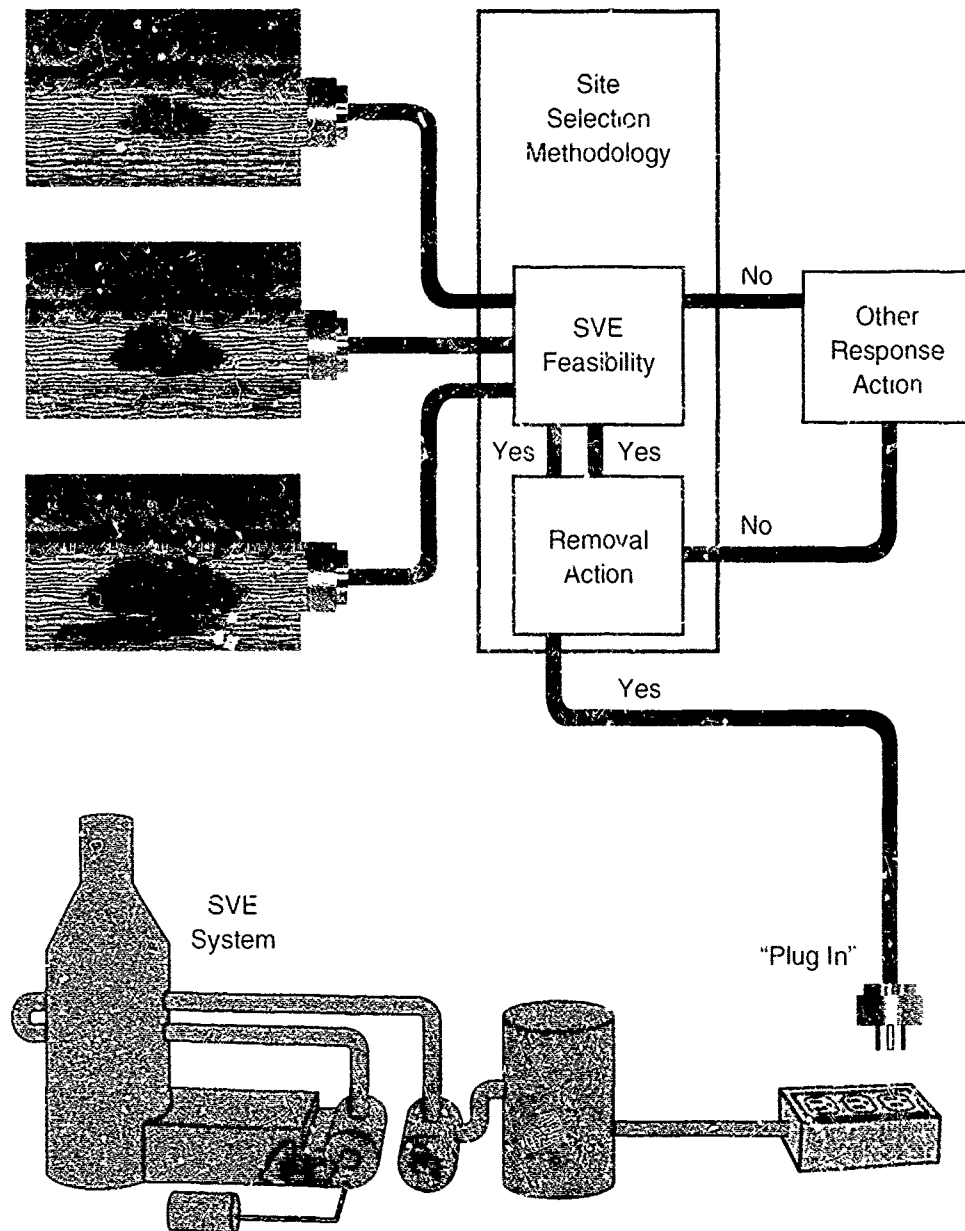 Site
Selection
Methodology
No
SVE
Feasibility
Other
Response
Action
Yes
Yes
Removal
Action
No
Yes
SVE
System
"Plug In"